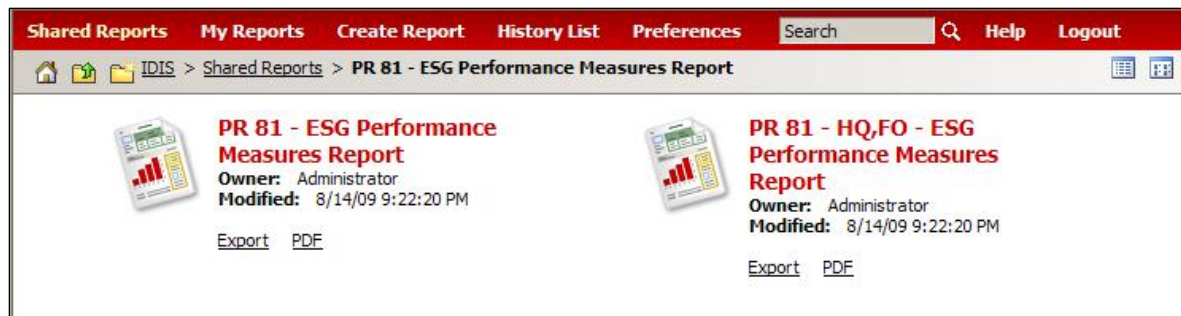 Shared Reports My Reports Create Report History List Preferences Search Help Logout
IDIS > Shared Reports > PR 81 - ESG Performance Measures Report
PR 81 - ESG Performance
Measures Report
Owner: Administrator
Modified: 8/14/09 9:22:20 PM
Export PDF
PR 81 - HQ,FO - ESG
Performance Measures
Report
Owner: Administrator
Modified: 8/14/09 9:22:20 PM
Export PDF